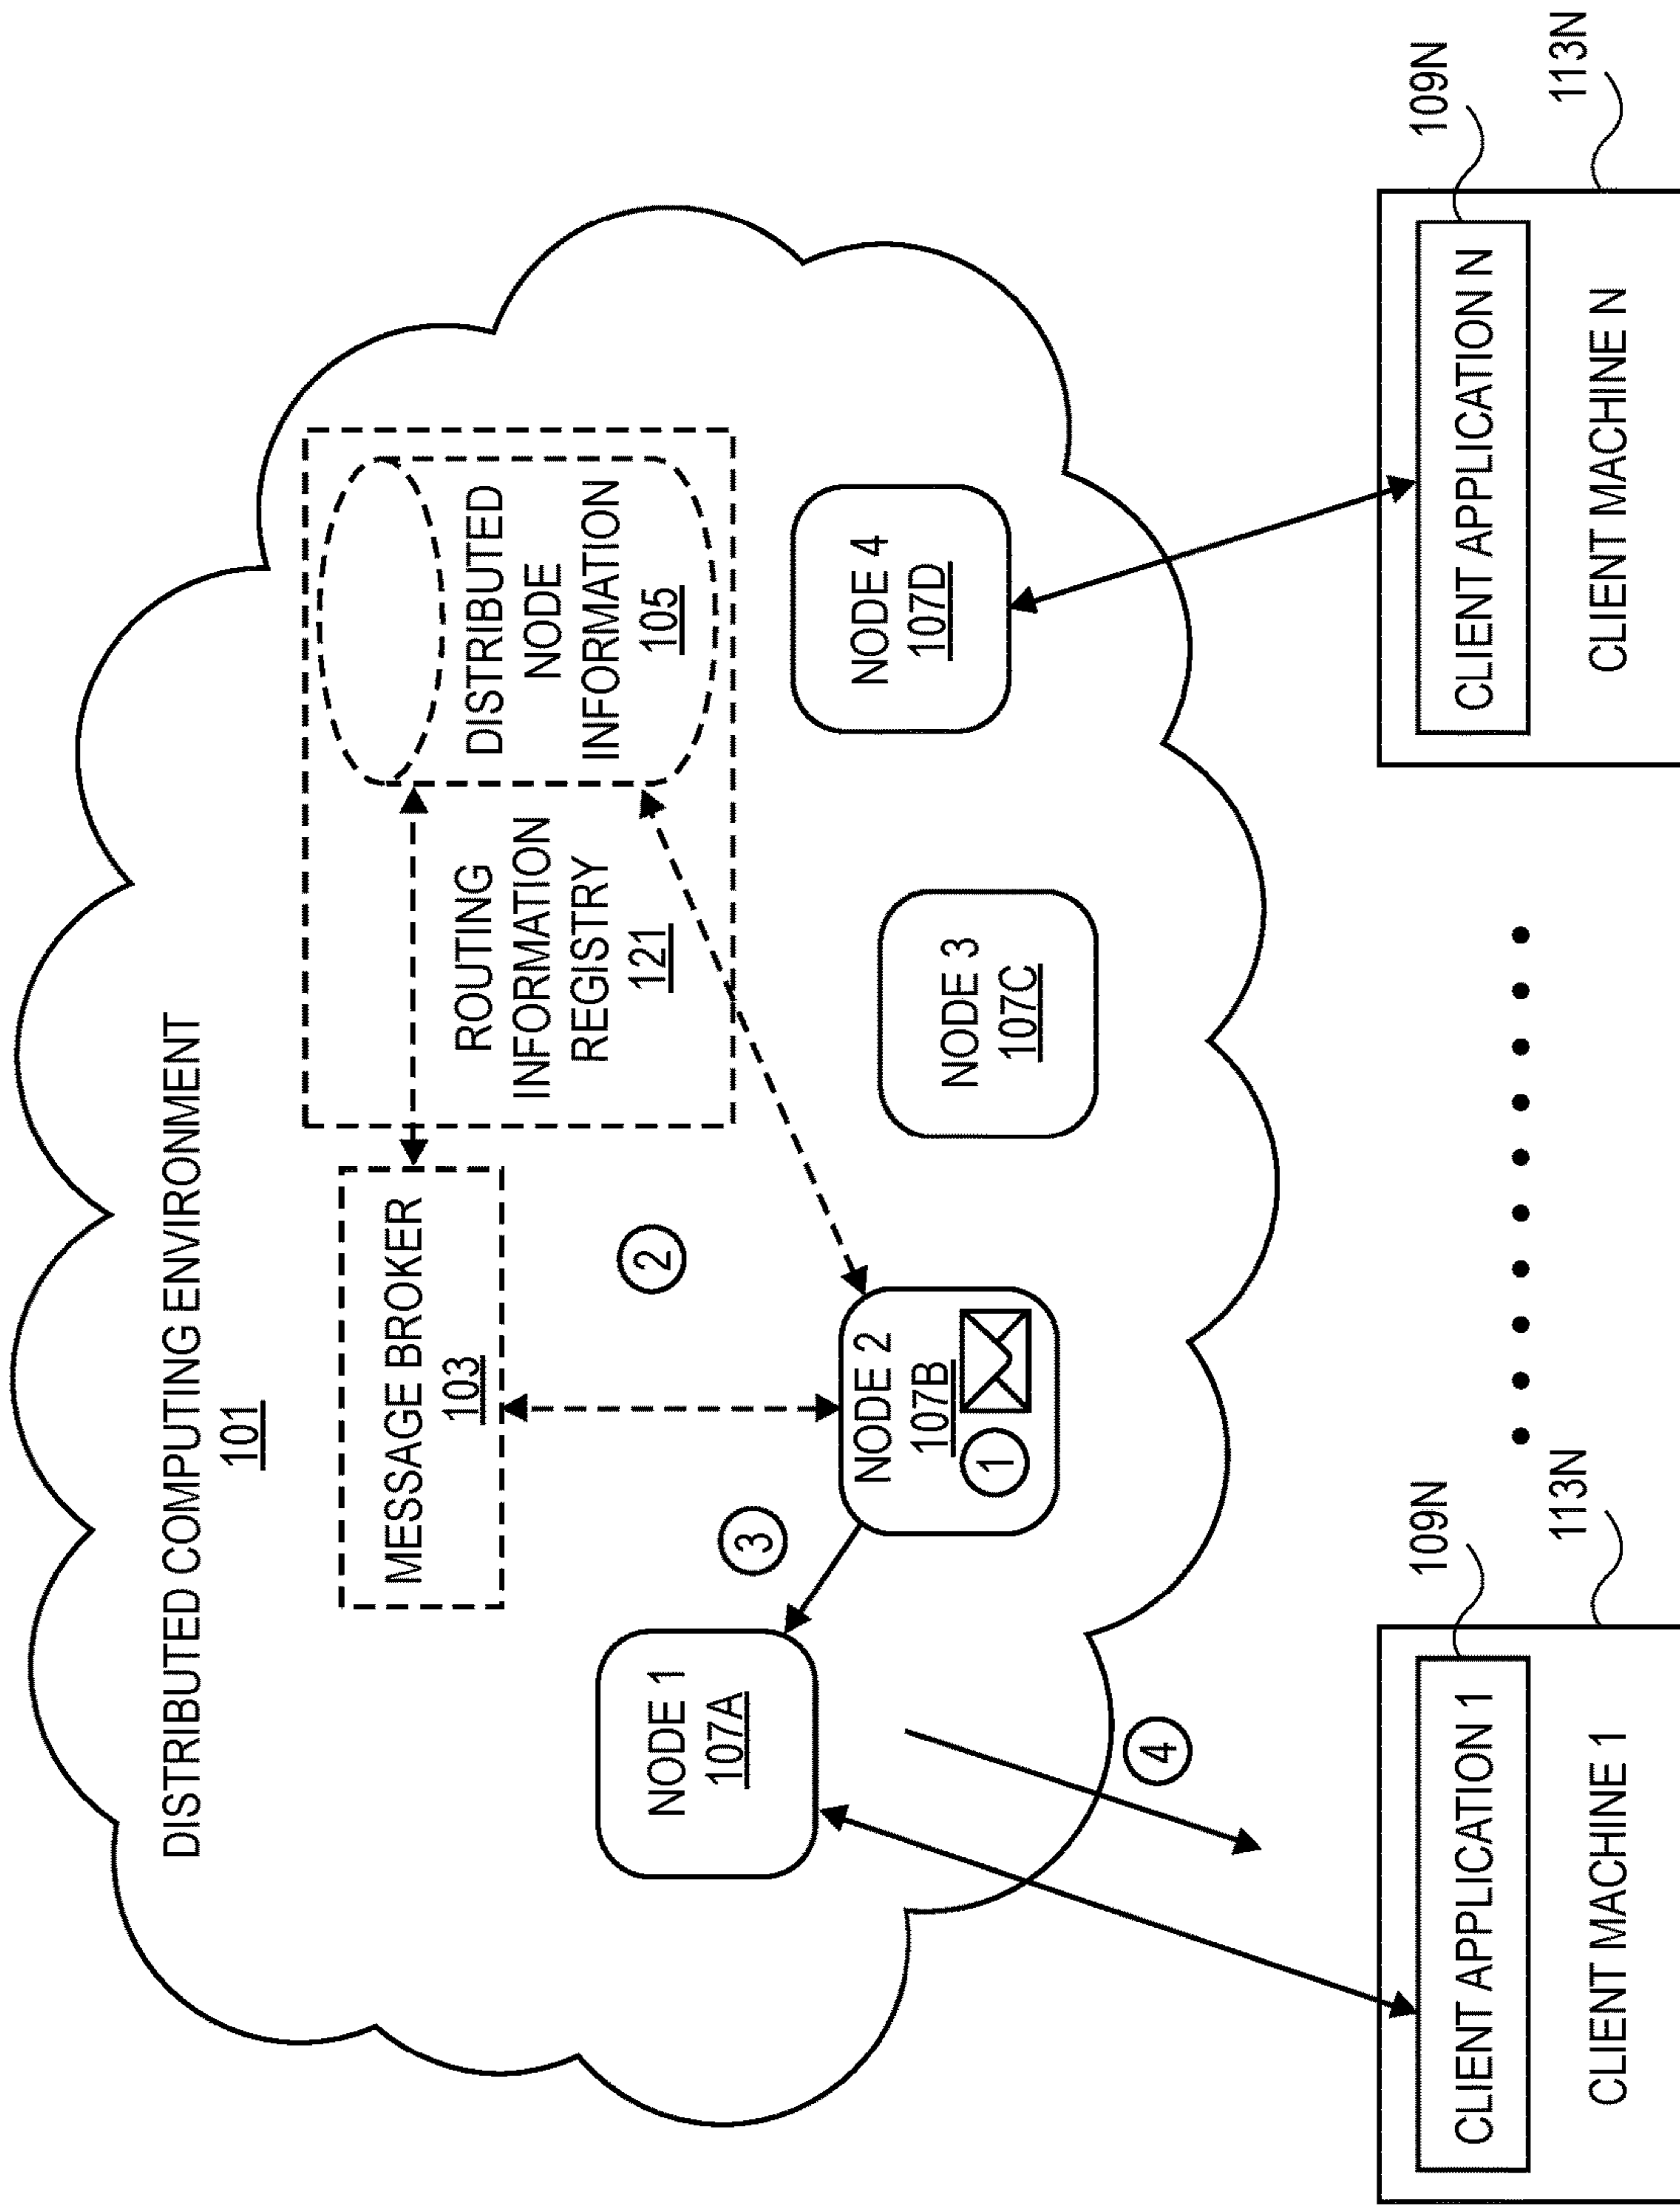 DISTRIBUTED COMPUTING ENVIRONMENT
101
MESSAGE BROKER
103
ROUTING
INFORMATION
REGISTRY
121
DISTRIBUTED
NODE
INFORMATION
105
2
3
NODE 1
107A
NODE 2
107B
1
NODE 3
107C
NODE 4
107D
4
109N
113N
CLIENT APPLICATION 1
CLIENT MACHINE 1
109N
113N
CLIENT APPLICATION N
CLIENT MACHINE N